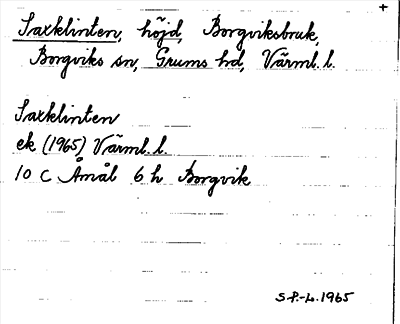 +
Saxklinten, höjd, Borgviksbruk,
Borgviks sn, Grums hd, Värml. l.
Saxklinten
ek (1965) Värml. l.
10 C Åmål 6 h Borgvik
S P.-L. 1965